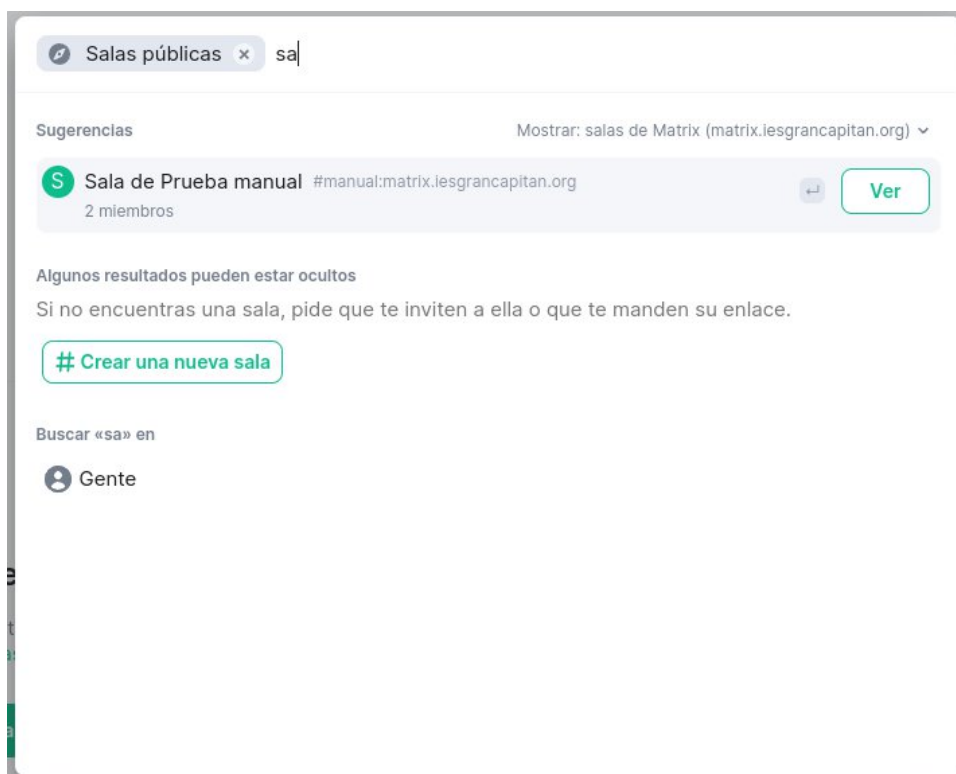 Salas públicas × sa
Sugerencias Mostrar: salas de Matrix (matrix.iesgrancapitan.org)
S Sala de Prueba manual #manual:matrix.iesgrancapitan.org Ver
2 miembros
Algunos resultados pueden estar ocultos
Si no encuentras una sala, pide que te inviten a ella o que te manden su enlace.
# Crear una nueva sala
Buscar «sa» en
Gente